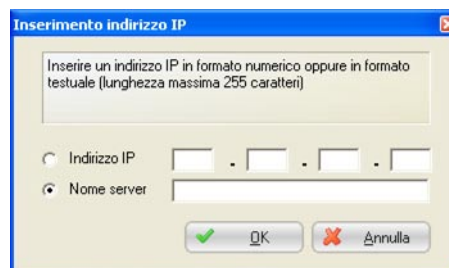 Inserimento indirizzo IP
Inserire un indirizzo IP in formato numerico oppure in formato
testuale (lunghezza massima 255 caratteri)
Indirizzo IP . . .
Nome server
OK Annulla